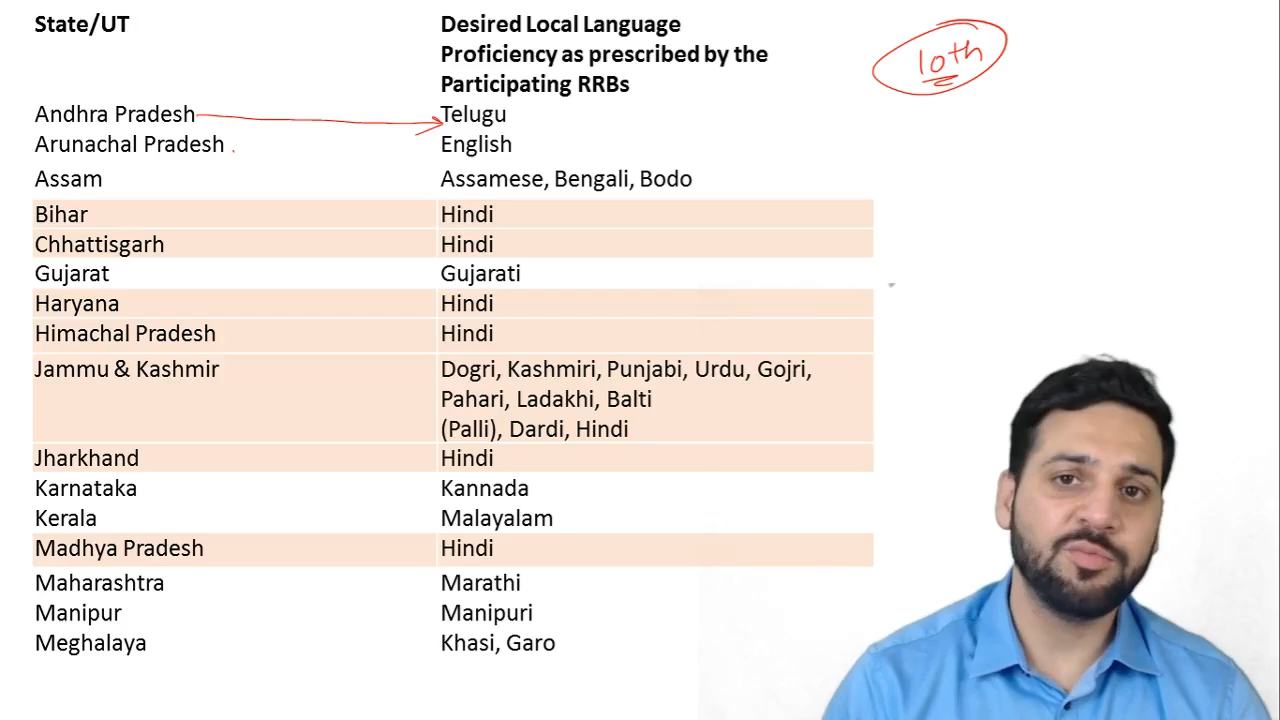 State/UT
Desired Local Language
Proficiency as prescribed by the
Participating RRBs
10th
Andhra Pradesh Telugu
Arunachal Pradesh English
Assam Assamese, Bengali, Bodo
Bihar Hindi
Chhattisgarh Hindi
Gujarat Gujarati
Haryana Hindi
Himachal Pradesh Hindi
Jammu & Kashmir Dogri, Kashmiri, Punjabi, Urdu, Gojri,
Pahari, Ladakhi, Balti
(Palli), Dardi, Hindi
Jharkhand Hindi
Karnataka Kannada
Kerala Malayalam
Madhya Pradesh Hindi
Maharashtra Marathi
Manipur Manipuri
Meghalaya Khasi, Garo